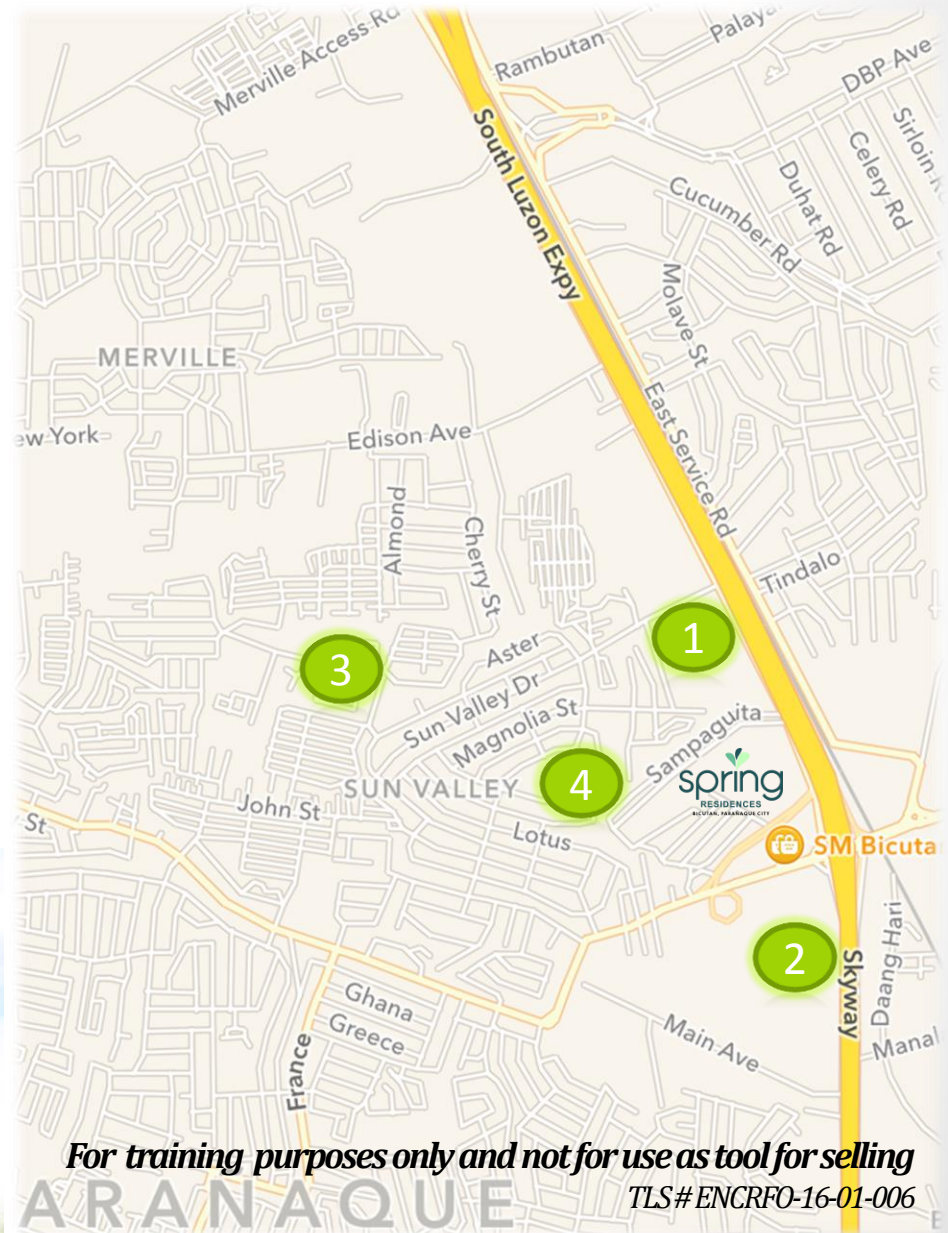 Merville Access Rd
Rambutan
Palaya
DBP Ave
Sirloin
Celery Rd
Duhat Rd
South Luzon Expy
Cucumber Rd
Molave St
MERVILLE
East Service Rd
ew York
Edison Ave
Almond
Cherry St
Tindalo
1
3
Aster
Sun Valley Dr
Magnolia St
Sampaguita
SUN VALLEY
4
spring
RESIDENCES
BICUTAN, PARANAQUE CITY
John St
St
Lotus
SM Bicuta
2
Skyway
Daang Hari
Ghana
Greece
Main Ave
Manal
France
For training purposes only and not for use as tool for selling
TLS # ENCRFO-16-01-006
ARANAQUE